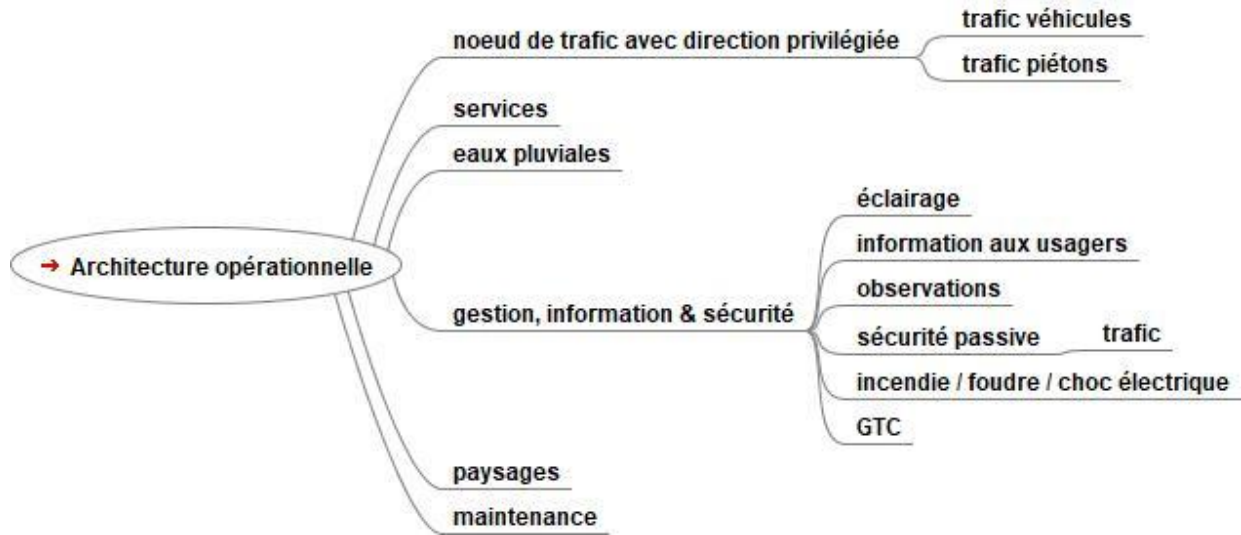 Architecture opérationnelle
noeud de trafic avec direction privilégiée
trafic véhicules
trafic piétons
services
eaux pluviales
gestion, information & sécurité
éclairage
information aux usagers
observations
sécurité passive
trafic
incendie / foudre / choc électrique
GTC
paysages
maintenance